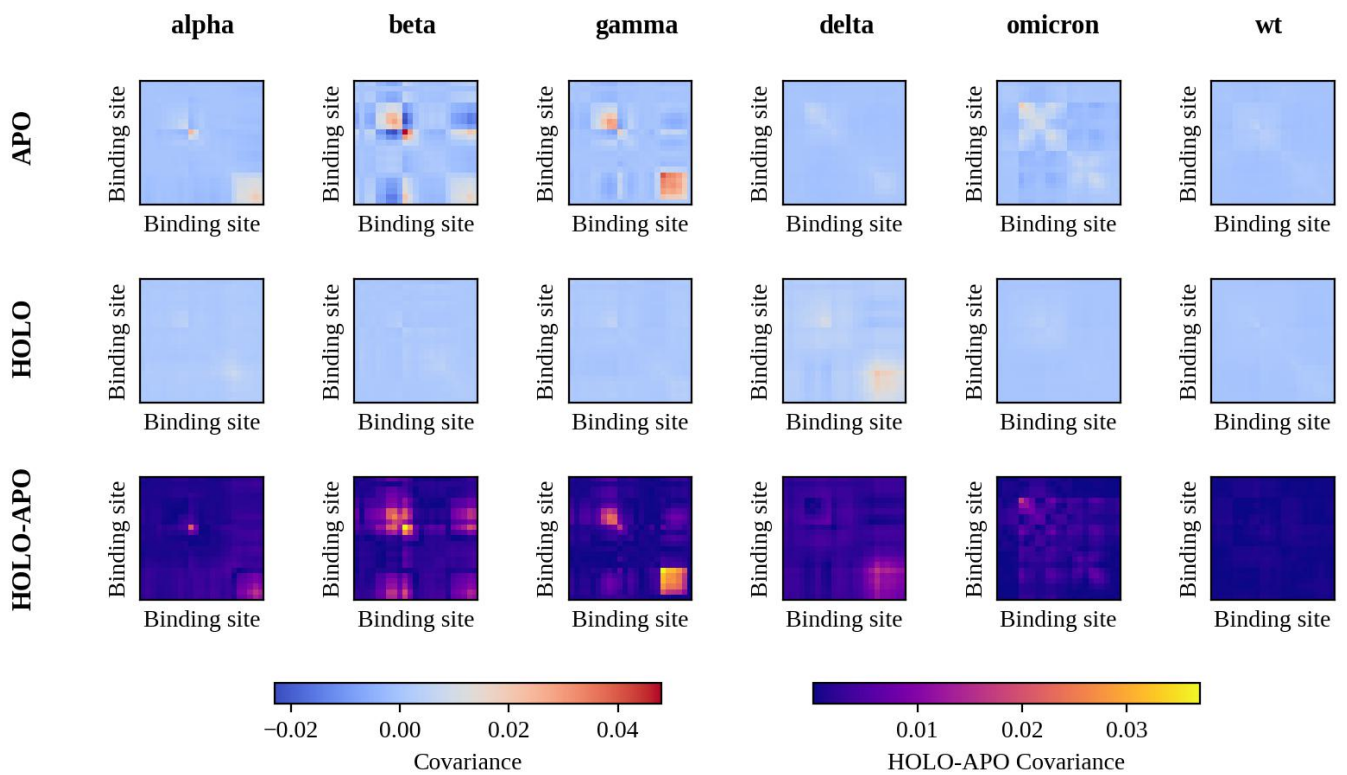 alpha beta gamma delta omicron wt
APO
Binding site Binding site Binding site Binding site Binding site Binding site
Binding site Binding site Binding site Binding site Binding site Binding site
HOLO
Binding site Binding site Binding site Binding site Binding site Binding site
Binding site Binding site Binding site Binding site Binding site Binding site
HOLO-APO
Binding site Binding site Binding site Binding site Binding site Binding site
Binding site Binding site Binding site Binding site Binding site Binding site
−0.02 0.00 0.02 0.04
Covariance
0.01 0.02 0.03
HOLO-APO Covariance